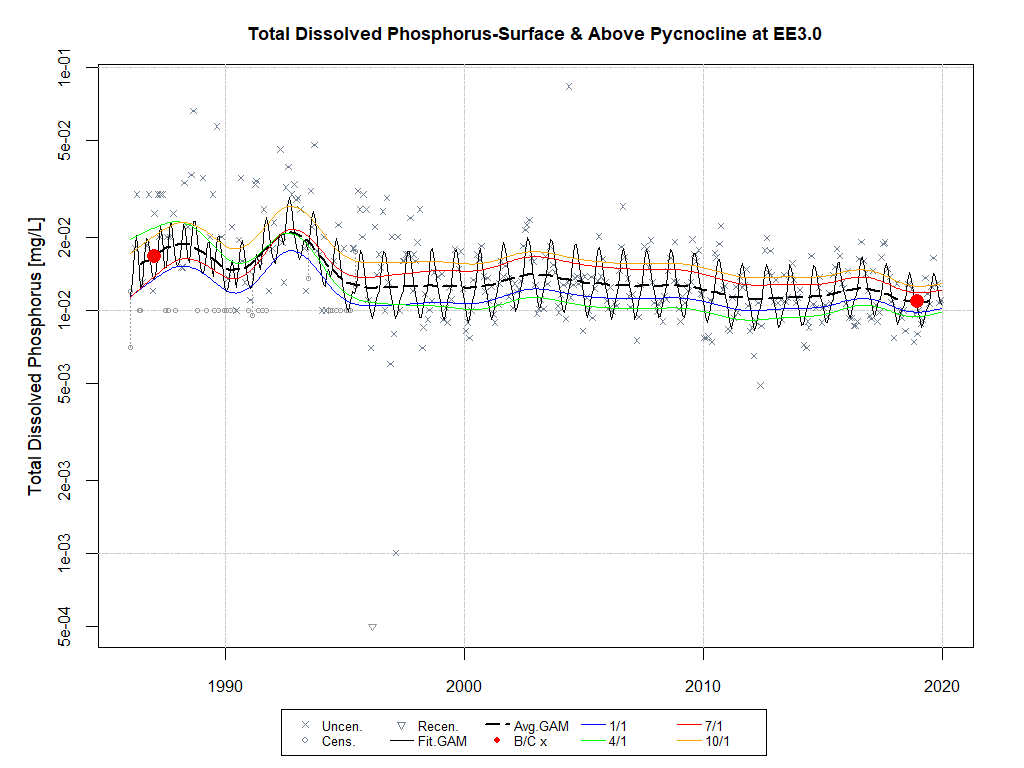 Total Dissolved Phosphorus-Surface & Above Pycnocline at EE3.0
Total Dissolved Phosphorus [mg/L]
1e-01
5e-02
2e-02
1e-02
5e-03
2e-03
1e-03
5e-04
1990 2000 2010 2020
Uncen. Recen. Avg.GAM 1/1 7/1
Cens. Fit.GAM B/C x 4/1 10/1